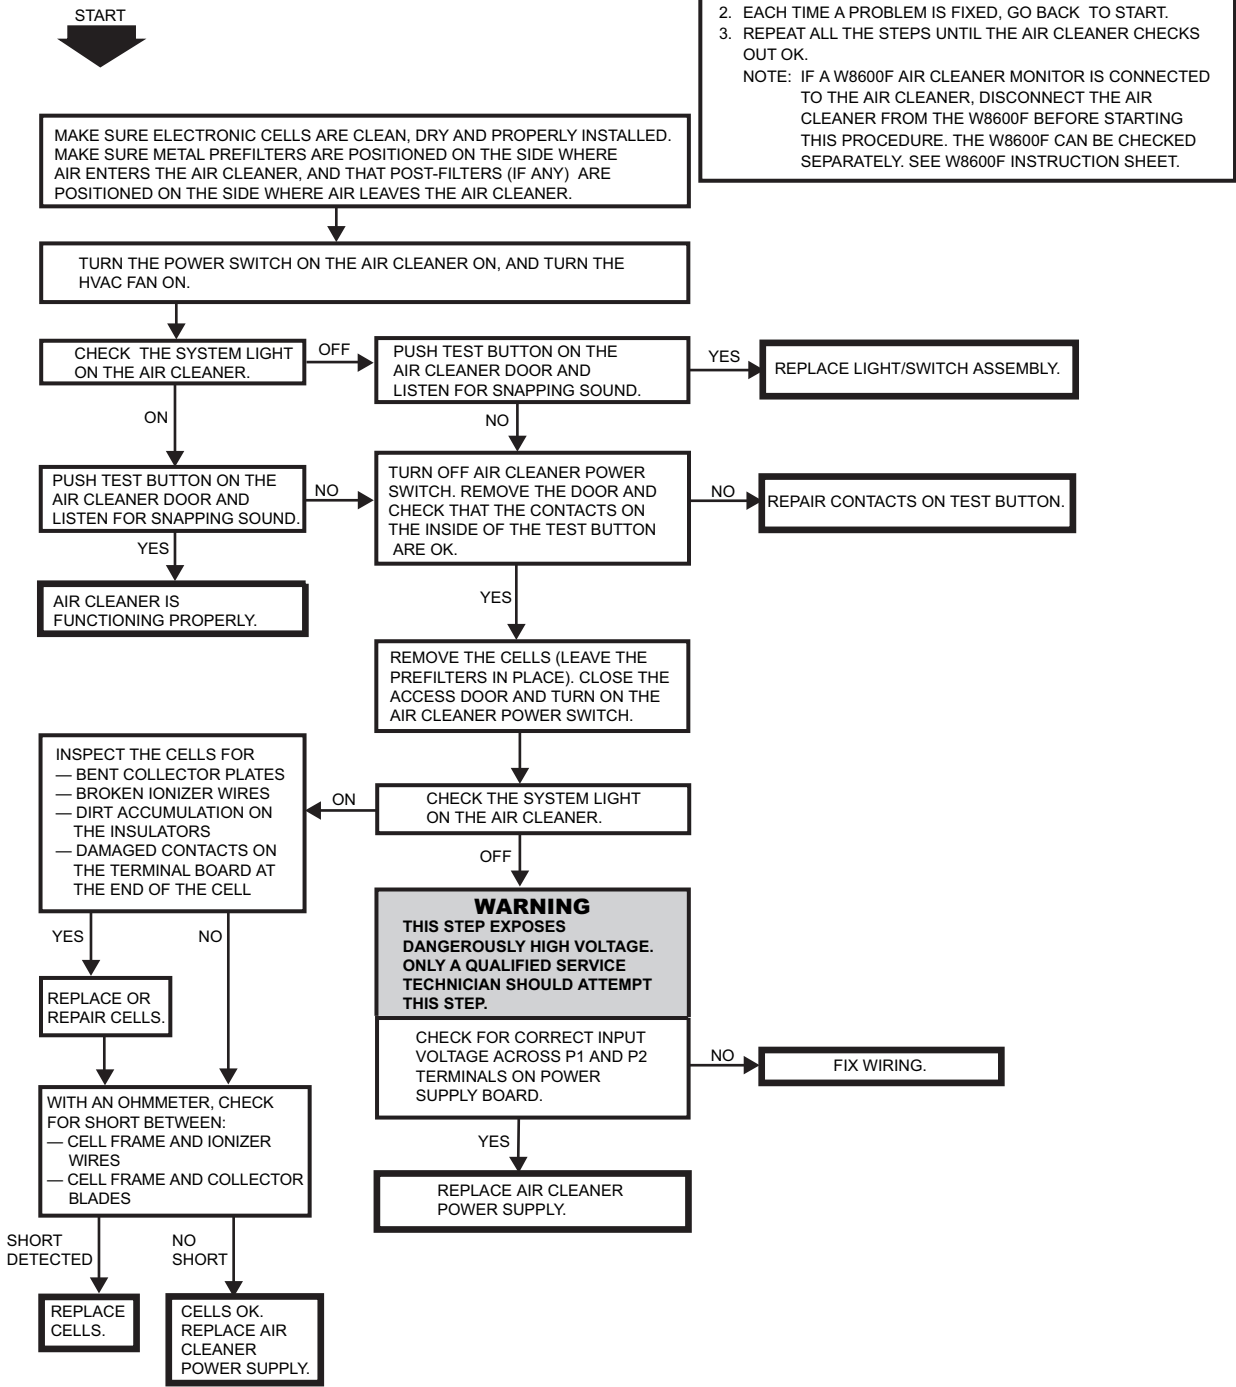 START
2. EACH TIME A PROBLEM IS FIXED, GO BACK TO START.
3. REPEAT ALL THE STEPS UNTIL THE AIR CLEANER CHECKS
OUT OK.
NOTE: IF A W8600F AIR CLEANER MONITOR IS CONNECTED
TO THE AIR CLEANER, DISCONNECT THE AIR
CLEANER FROM THE W8600F BEFORE STARTING
THIS PROCEDURE. THE W8600F CAN BE CHECKED
SEPARATELY. SEE W8600F INSTRUCTION SHEET.
MAKE SURE ELECTRONIC CELLS ARE CLEAN, DRY AND PROPERLY INSTALLED.
MAKE SURE METAL PREFILTERS ARE POSITIONED ON THE SIDE WHERE
AIR ENTERS THE AIR CLEANER, AND THAT POST-FILTERS (IF ANY) ARE
POSITIONED ON THE SIDE WHERE AIR LEAVES THE AIR CLEANER.
TURN THE POWER SWITCH ON THE AIR CLEANER ON, AND TURN THE
HVAC FAN ON.
CHECK THE SYSTEM LIGHT
ON THE AIR CLEANER.
OFF
PUSH TEST BUTTON ON THE
AIR CLEANER DOOR AND
LISTEN FOR SNAPPING SOUND.
YES
REPLACE LIGHT/SWITCH ASSEMBLY.
ON
NO
PUSH TEST BUTTON ON THE
AIR CLEANER DOOR AND
LISTEN FOR SNAPPING SOUND.
NO
TURN OFF AIR CLEANER POWER
SWITCH. REMOVE THE DOOR AND
CHECK THAT THE CONTACTS ON
THE INSIDE OF THE TEST BUTTON
ARE OK.
NO
REPAIR CONTACTS ON TEST BUTTON.
YES
AIR CLEANER IS
FUNCTIONING PROPERLY.
YES
REMOVE THE CELLS (LEAVE THE
PREFILTERS IN PLACE). CLOSE THE
ACCESS DOOR AND TURN ON THE
AIR CLEANER POWER SWITCH.
INSPECT THE CELLS FOR
— BENT COLLECTOR PLATES
— BROKEN IONIZER WIRES
— DIRT ACCUMULATION ON
THE INSULATORS
— DAMAGED CONTACTS ON
THE TERMINAL BOARD AT
THE END OF THE CELL
ON
CHECK THE SYSTEM LIGHT
ON THE AIR CLEANER.
OFF
WARNING
THIS STEP EXPOSES
DANGEROUSLY HIGH VOLTAGE.
ONLY A QUALIFIED SERVICE
TECHNICIAN SHOULD ATTEMPT
THIS STEP.
YES
NO
REPLACE OR
REPAIR CELLS.
CHECK FOR CORRECT INPUT
VOLTAGE ACROSS P1 AND P2
TERMINALS ON POWER
SUPPLY BOARD.
NO
FIX WIRING.
WITH AN OHMMETER, CHECK
FOR SHORT BETWEEN:
— CELL FRAME AND IONIZER
WIRES
— CELL FRAME AND COLLECTOR
BLADES
YES
REPLACE AIR CLEANER
POWER SUPPLY.
SHORT
DETECTED
NO
SHORT
REPLACE
CELLS.
CELLS OK.
REPLACE AIR
CLEANER
POWER SUPPLY.